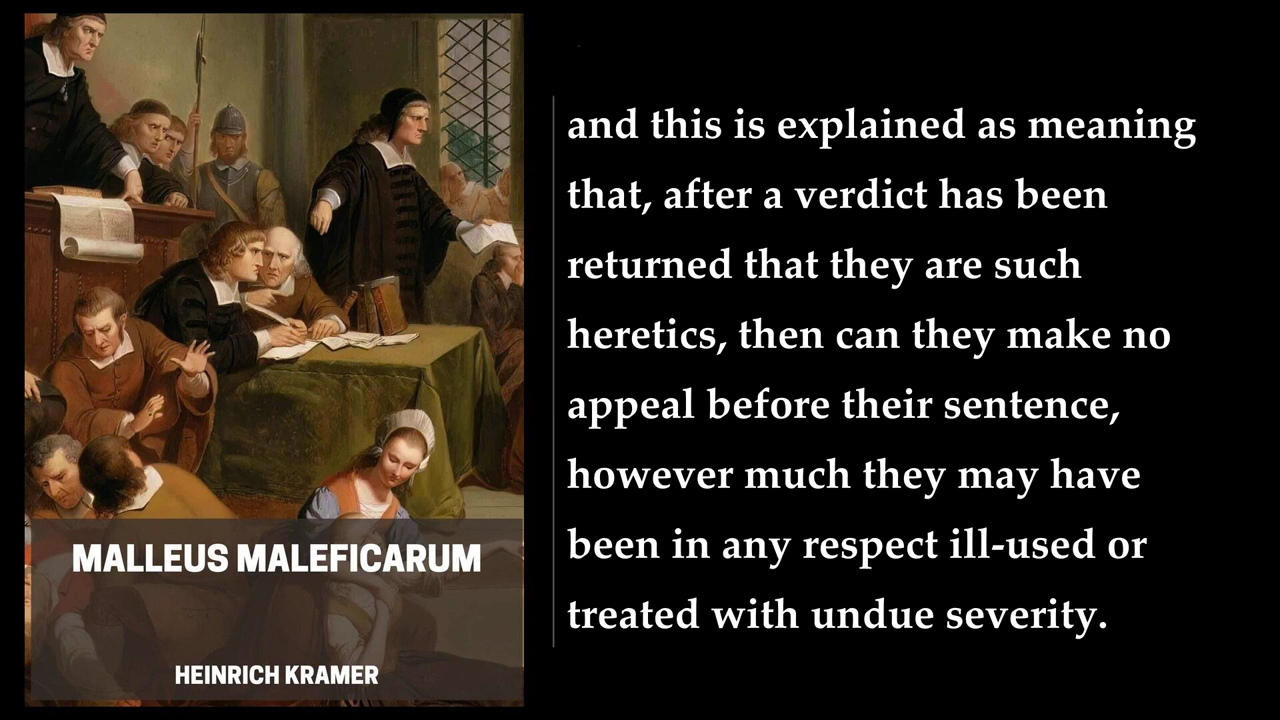 MALLEUS MALEFICARUM
HEINRICH KRAMER
and this is explained as meaning
that, after a verdict has been
returned that they are such
heretics, then can they make no
appeal before their sentence,
however much they may have
been in any respect ill-used or
treated with undue severity.